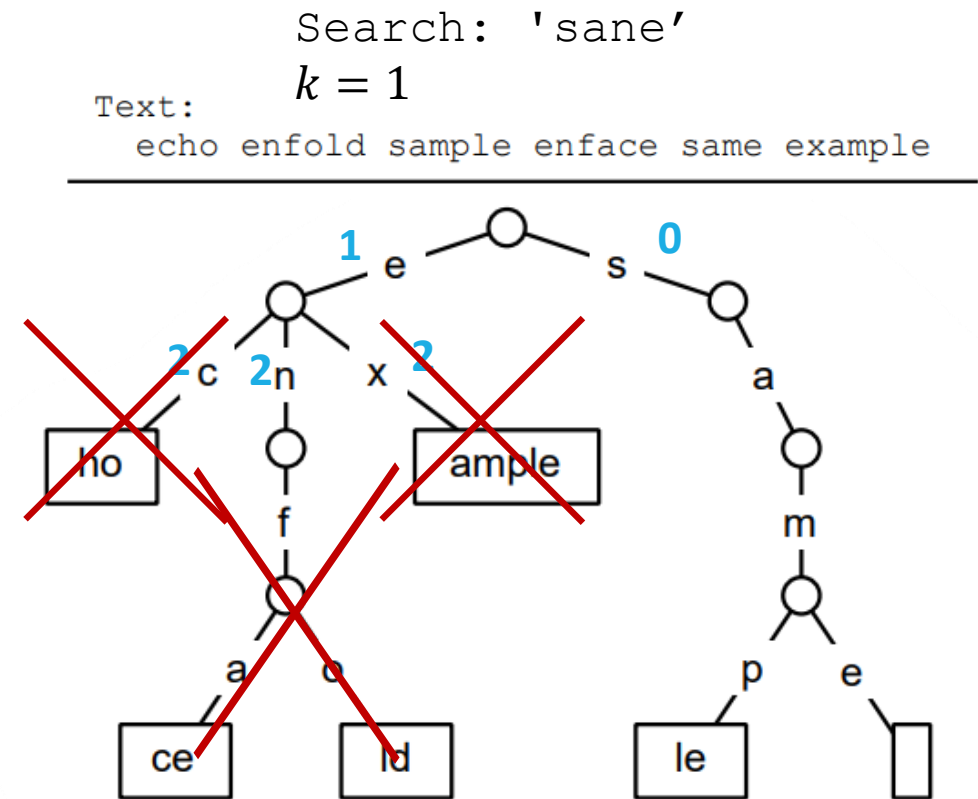 Search: 'sane’
k = 1
Text:
echo enfold sample enface same example
1 e s 0
2 c 2 n x 2 a
ho ample
f m
a o p e
ce ld le